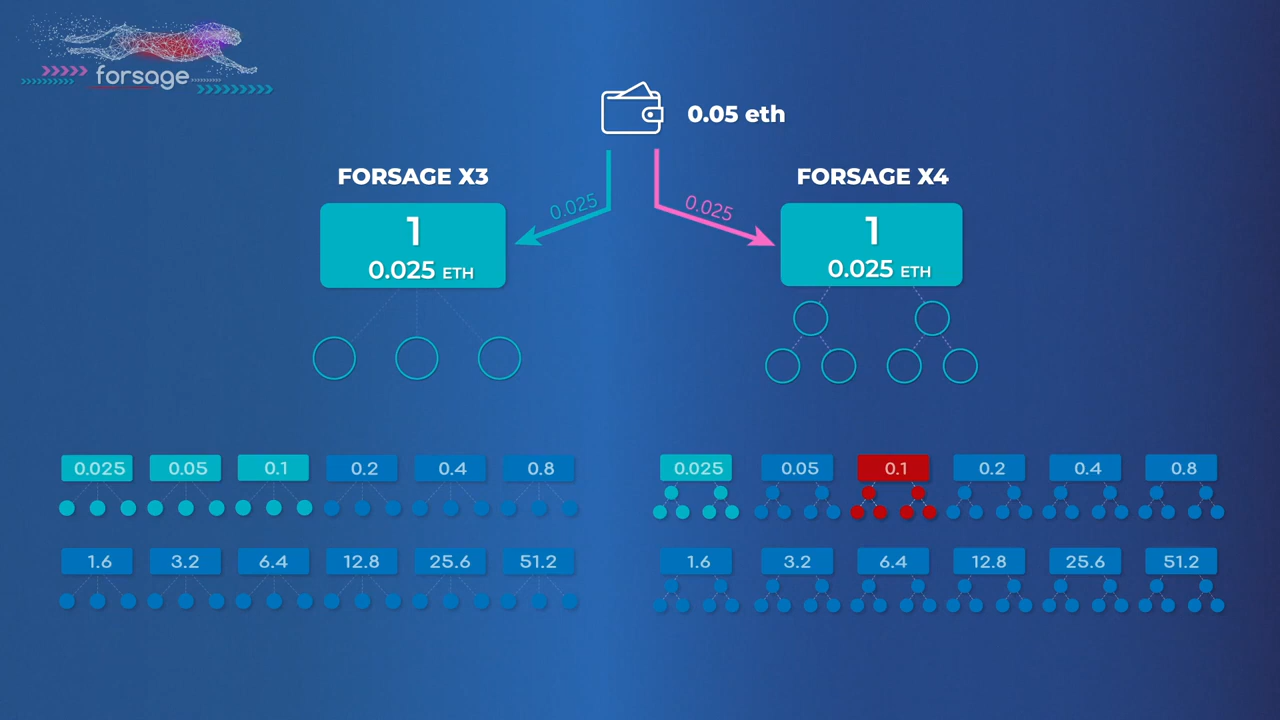 forsage
0.05 eth
FORSAGE X3
FORSAGE X4
0.025
0.025
1
0.025 ETH
1
0.025 ETH
0.025 0.05 0.1 0.2 0.4 0.8
1.6 3.2 6.4 12.8 25.6 51.2
0.025 0.05 0.1 0.2 0.4 0.8
1.6 3.2 6.4 12.8 25.6 51.2